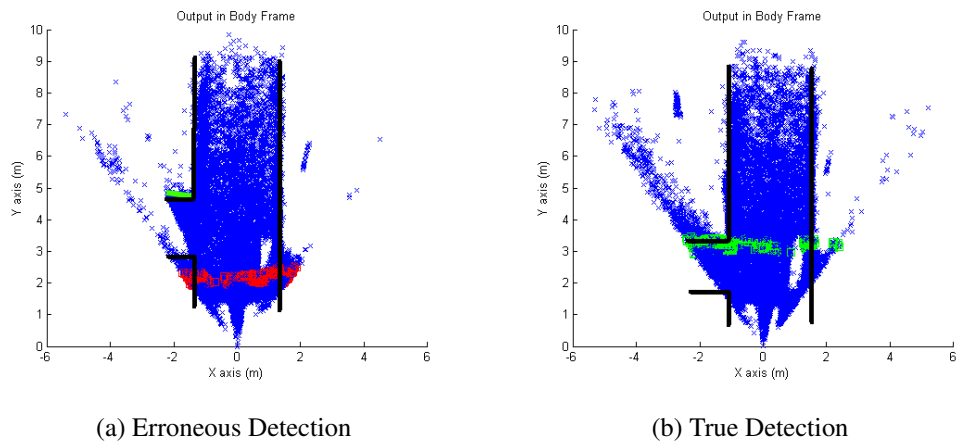 Output in Body Frame
10
9
8
7
6
5
4
3
2
1
0
Y axis (m)
-6 -4 -2 0 2 4 6
X axis (m)
(a) Erroneous Detection
Output in Body Frame
10
9
8
7
6
5
4
3
2
1
0
Y axis (m)
-6 -4 -2 0 2 4 6
X axis (m)
(b) True Detection